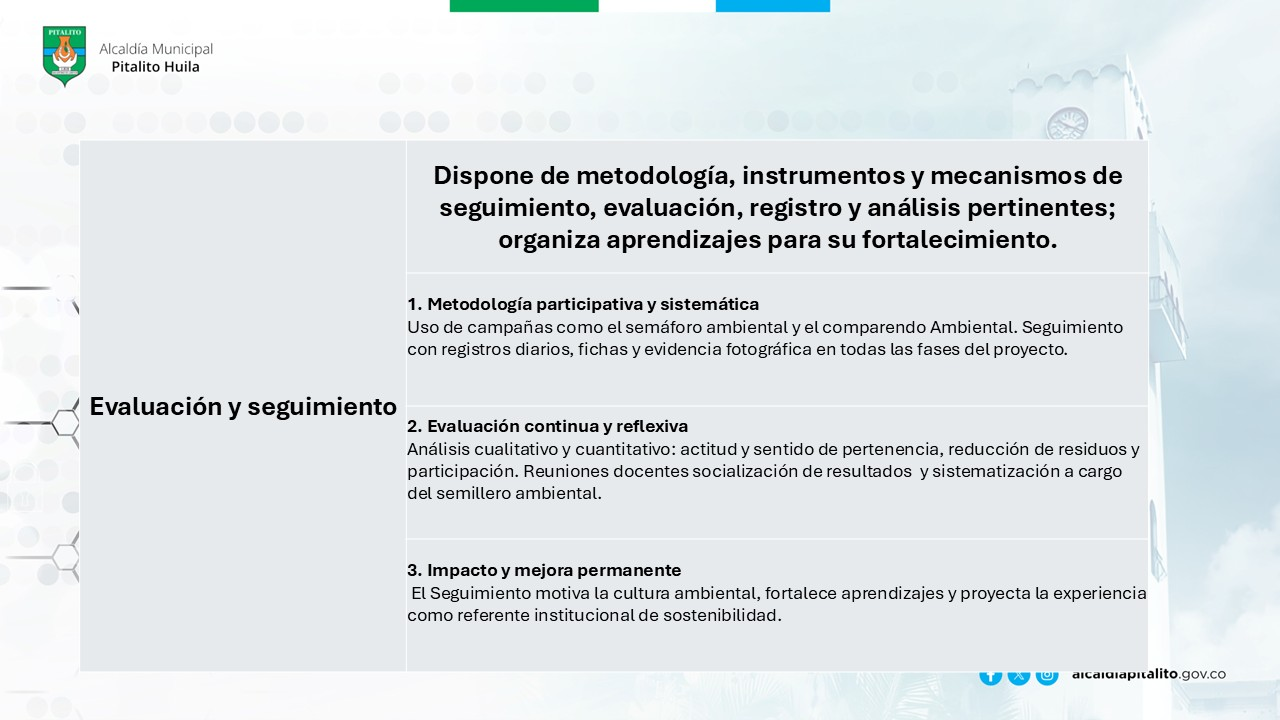 PITALITO
Alcaldía Municipal
Pitalito Huila
Dispone de metodología, instrumentos y mecanismos de
seguimiento, evaluación, registro y análisis pertinentes;
organiza aprendizajes para su fortalecimiento.
Evaluación y seguimiento
1. Metodología participativa y sistemática
Uso de campañas como el semáforo ambiental y el comparendo Ambiental. Seguimiento
con registros diarios, fichas y evidencia fotográfica en todas las fases del proyecto.
2. Evaluación continua y reflexiva
Análisis cualitativo y cuantitativo: actitud y sentido de pertenencia, reducción de residuos y
participación. Reuniones docentes socialización de resultados  y sistematización a cargo
del semillero ambiental.
3. Impacto y mejora permanente
El Seguimiento motiva la cultura ambiental, fortalece aprendizajes y proyecta la experiencia
como referente institucional de sostenibilidad.
alcaldiapitalito.gov.co